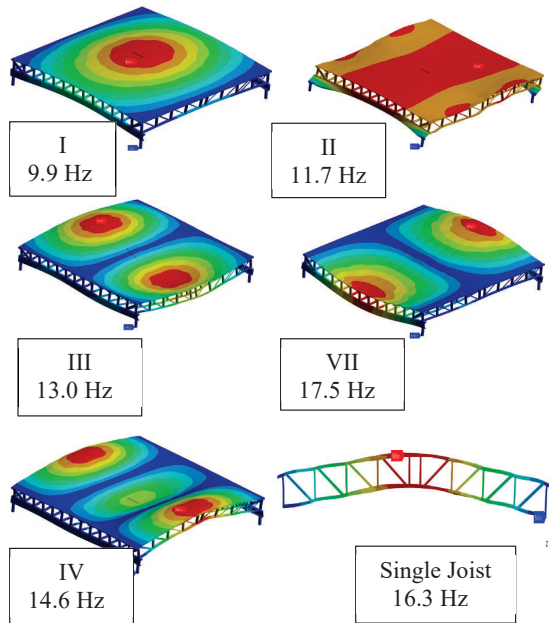 I
9.9 Hz
II
11.7 Hz
III
13.0 Hz
VII
17.5 Hz
IV
14.6 Hz
Single Joist
16.3 Hz